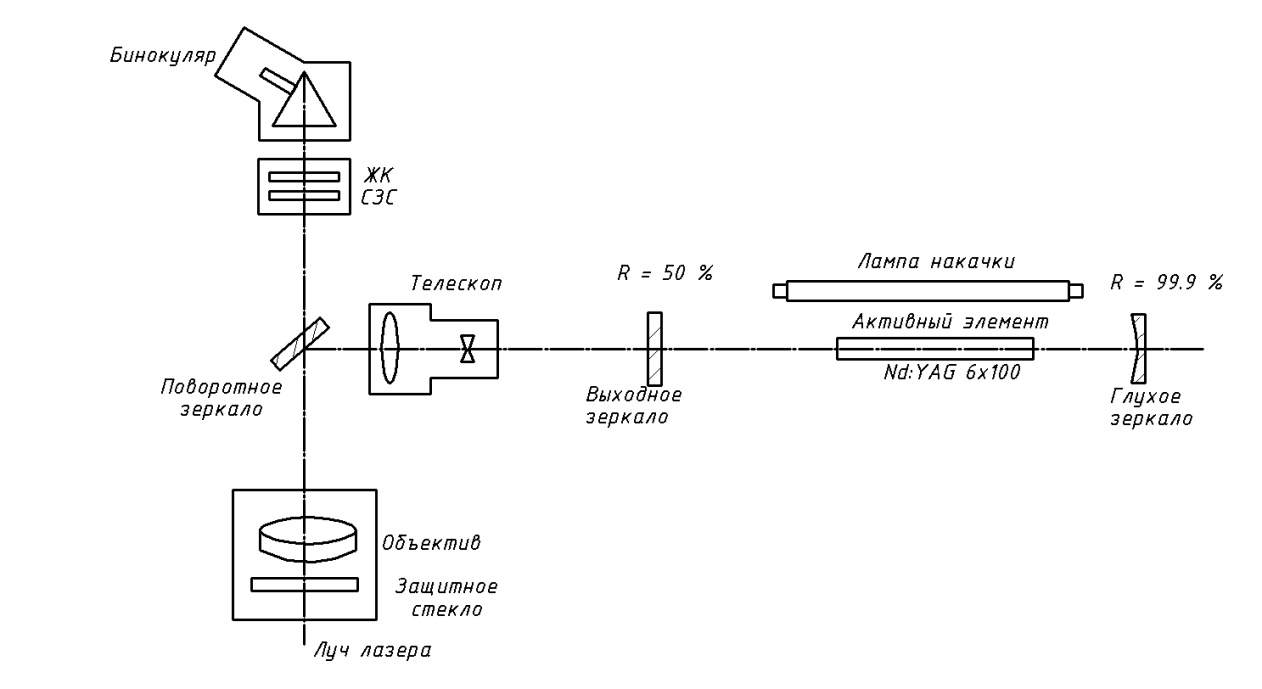 Бинокуляр
ЖК
СЗС
Телескоп
R = 50 %
Лампа накачки
R = 99.9 %
Активный элемент
Nd:YAG 6x100
Поворотное
зеркало
Выходное
зеркало
Глухое
зеркало
Объектив
Защитное
стекло
Луч лазера